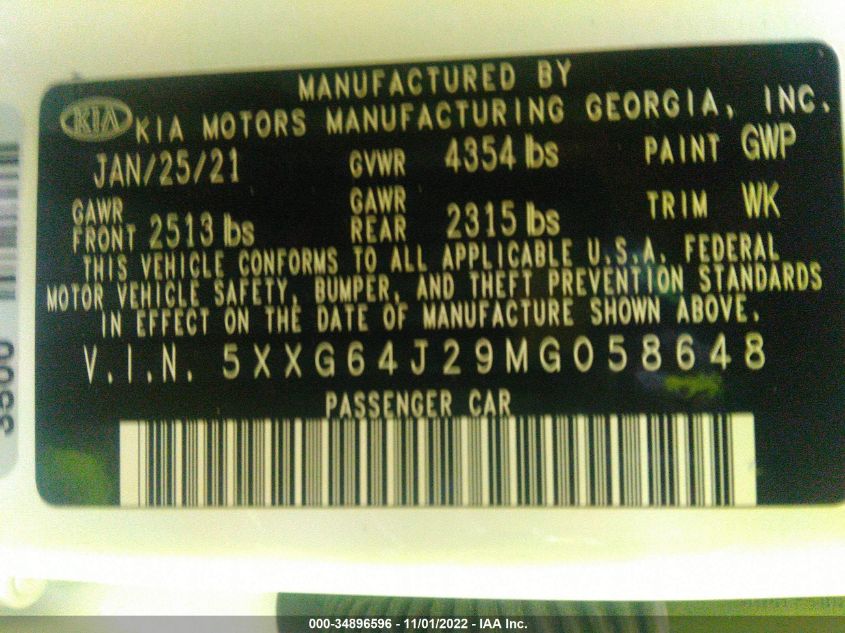 MANUFACTURED BY
KIA KIA MOTORS MANUFACTURING GEORGIA, INC.
JAN/25/21 GVWR 4354 lbs PAINT GWP
GAWR FRONT 2513 lbs GAWR REAR 2315 lbs TRIM WK
THIS VEHICLE CONFORMS TO ALL APPLICABLE U.S.A. FEDERAL
MOTOR VEHICLE SAFETY, BUMPER, AND THEFT PREVENTION STANDARDS
IN EFFECT ON THE DATE OF MANUFACTURE SHOWN ABOVE.
V.I.N. 5XXG64J29MG058648
PASSENGER CAR
000-34896596 - 11/01/2022 - IAA Inc.